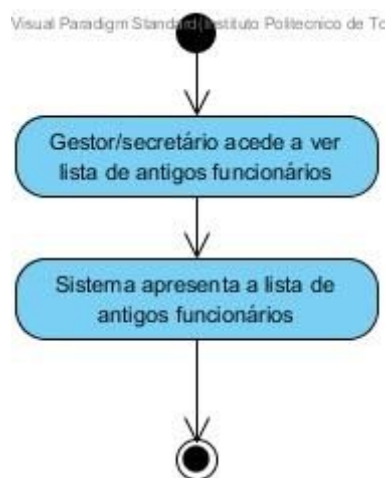 Visual Paradigm Standard(Instituto Politecnico de To
Gestor/secretário acede a ver
lista de antigos funcionários
Sistema apresenta a lista de
antigos funcionários